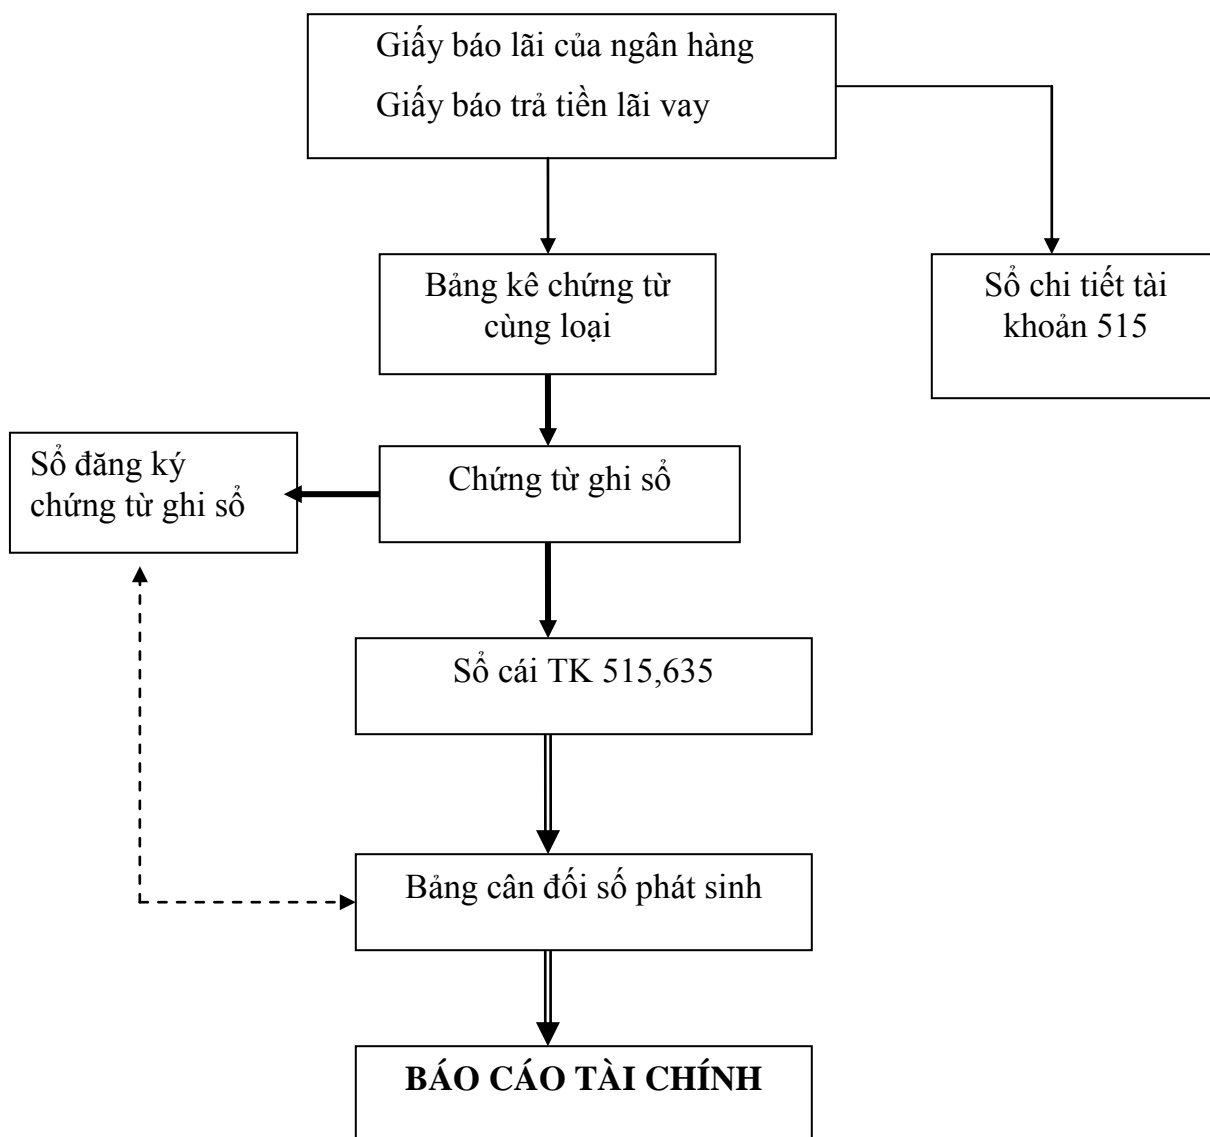 Giấy báo lãi của ngân hàng
Giấy báo trả tiền lãi vay
Bảng kê chứng từ
cùng loại
Sổ chi tiết tài
khoản 515
Sổ đăng ký
chứng từ ghi sổ
Chứng từ ghi sổ
Sổ cái TK 515,635
Bảng cân đối số phát sinh
BÁO CÁO TÀI CHÍNH